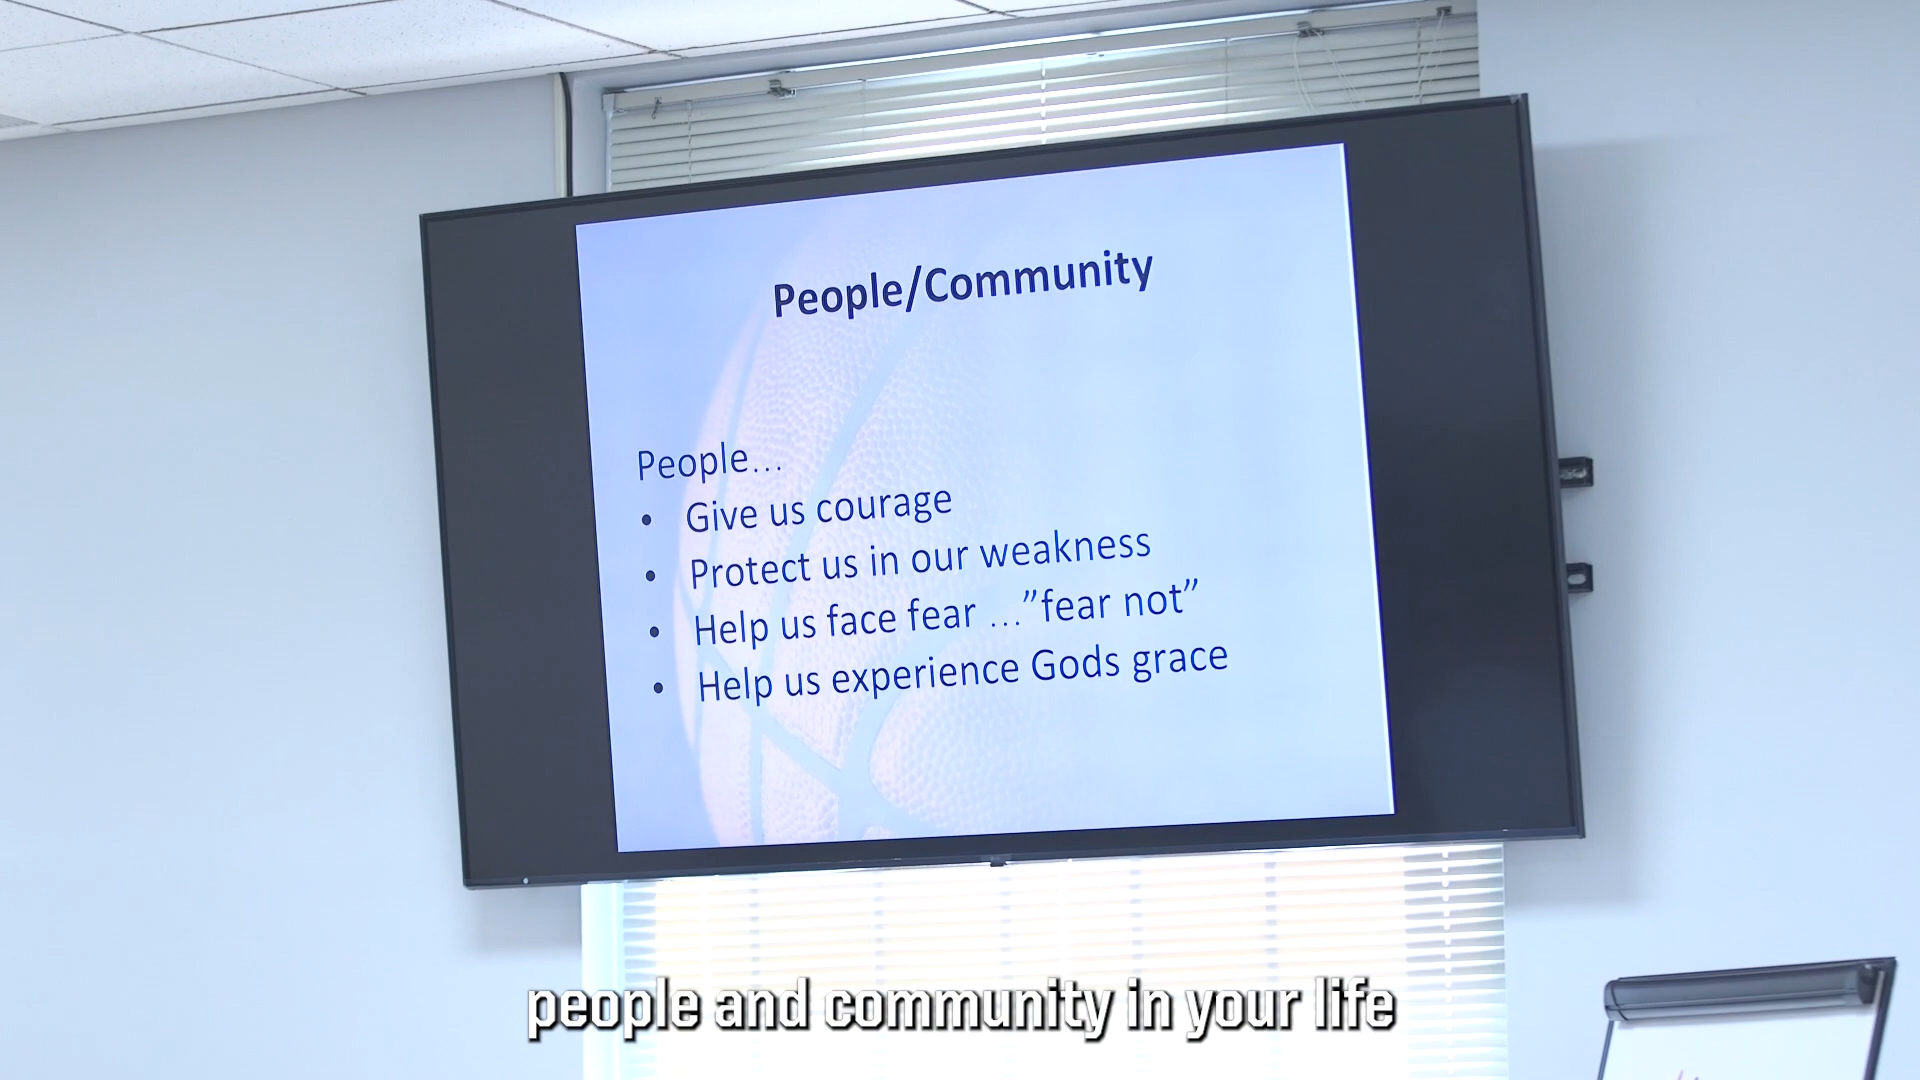 People/Community
People...
• Give us courage
• Protect us in our weakness
• Help us face fear ...”fear not”
• Help us experience Gods grace
people and community in your life